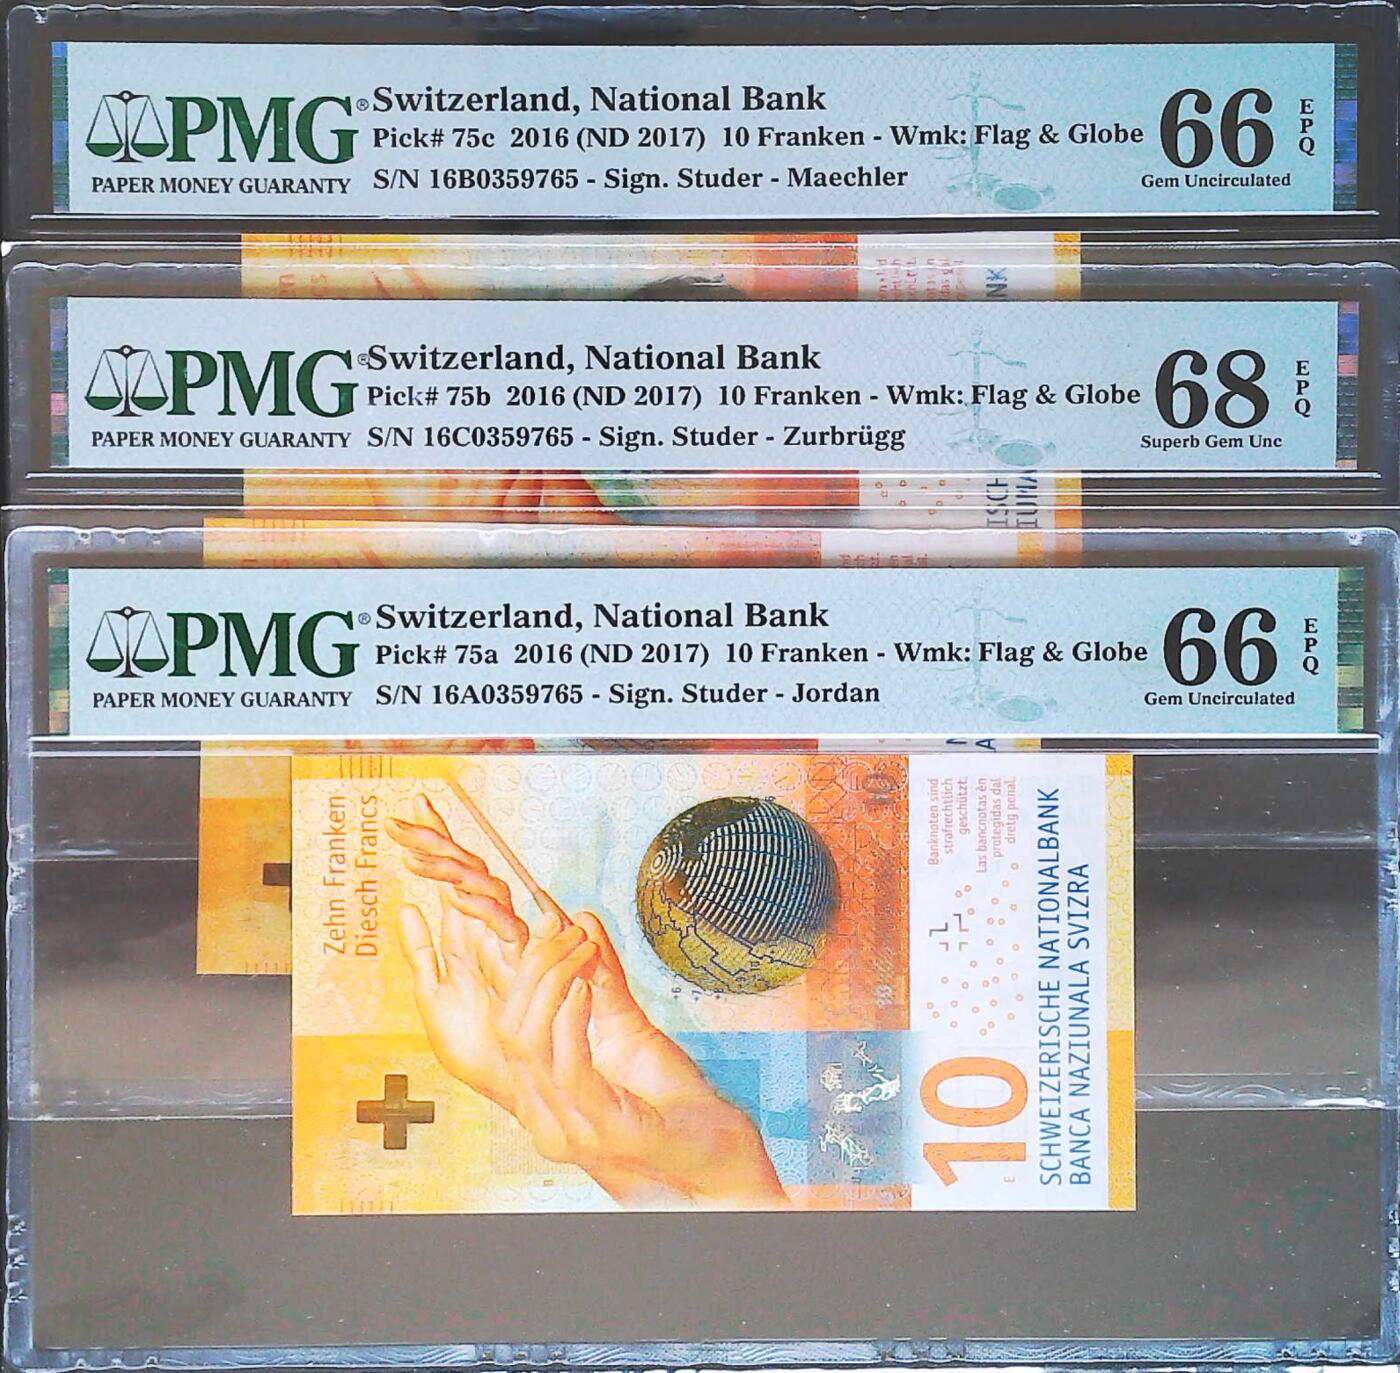 PMG®
PAPER MONEY GUARANTY
Switzerland, National Bank
Pick# 75c 2016 (ND 2017) 10 Franken - Wmk: Flag & Globe
S/N 16B0359765 - Sign. Studer - Maechler
66
EPQ
Gem Uncirculated
NK
PMG®
PAPER MONEY GUARANTY
Switzerland, National Bank
Pick# 75b 2016 (ND 2017) 10 Franken - Wmk: Flag & Globe
S/N 16C0359765 - Sign. Studer - Zurbrügg
68
EPQ
Superb Gem Unc
ISCH
IUNA
PMG®
PAPER MONEY GUARANTY
Switzerland, National Bank
Pick# 75a 2016 (ND 2017) 10 Franken - Wmk: Flag & Globe
S/N 16A0359765 - Sign. Studer - Jordan
66
EPQ
Gem Uncirculated
Zehn Franken
Diesch Francs
10
Banknoten sind
strafrechtlich
geschützt.
Las bancnotas èn
protegidas dal
dretg penal.
10
SCHWEIZERISCHE NATIONALBANK
BANCA NAZIUNALA SVIZRA